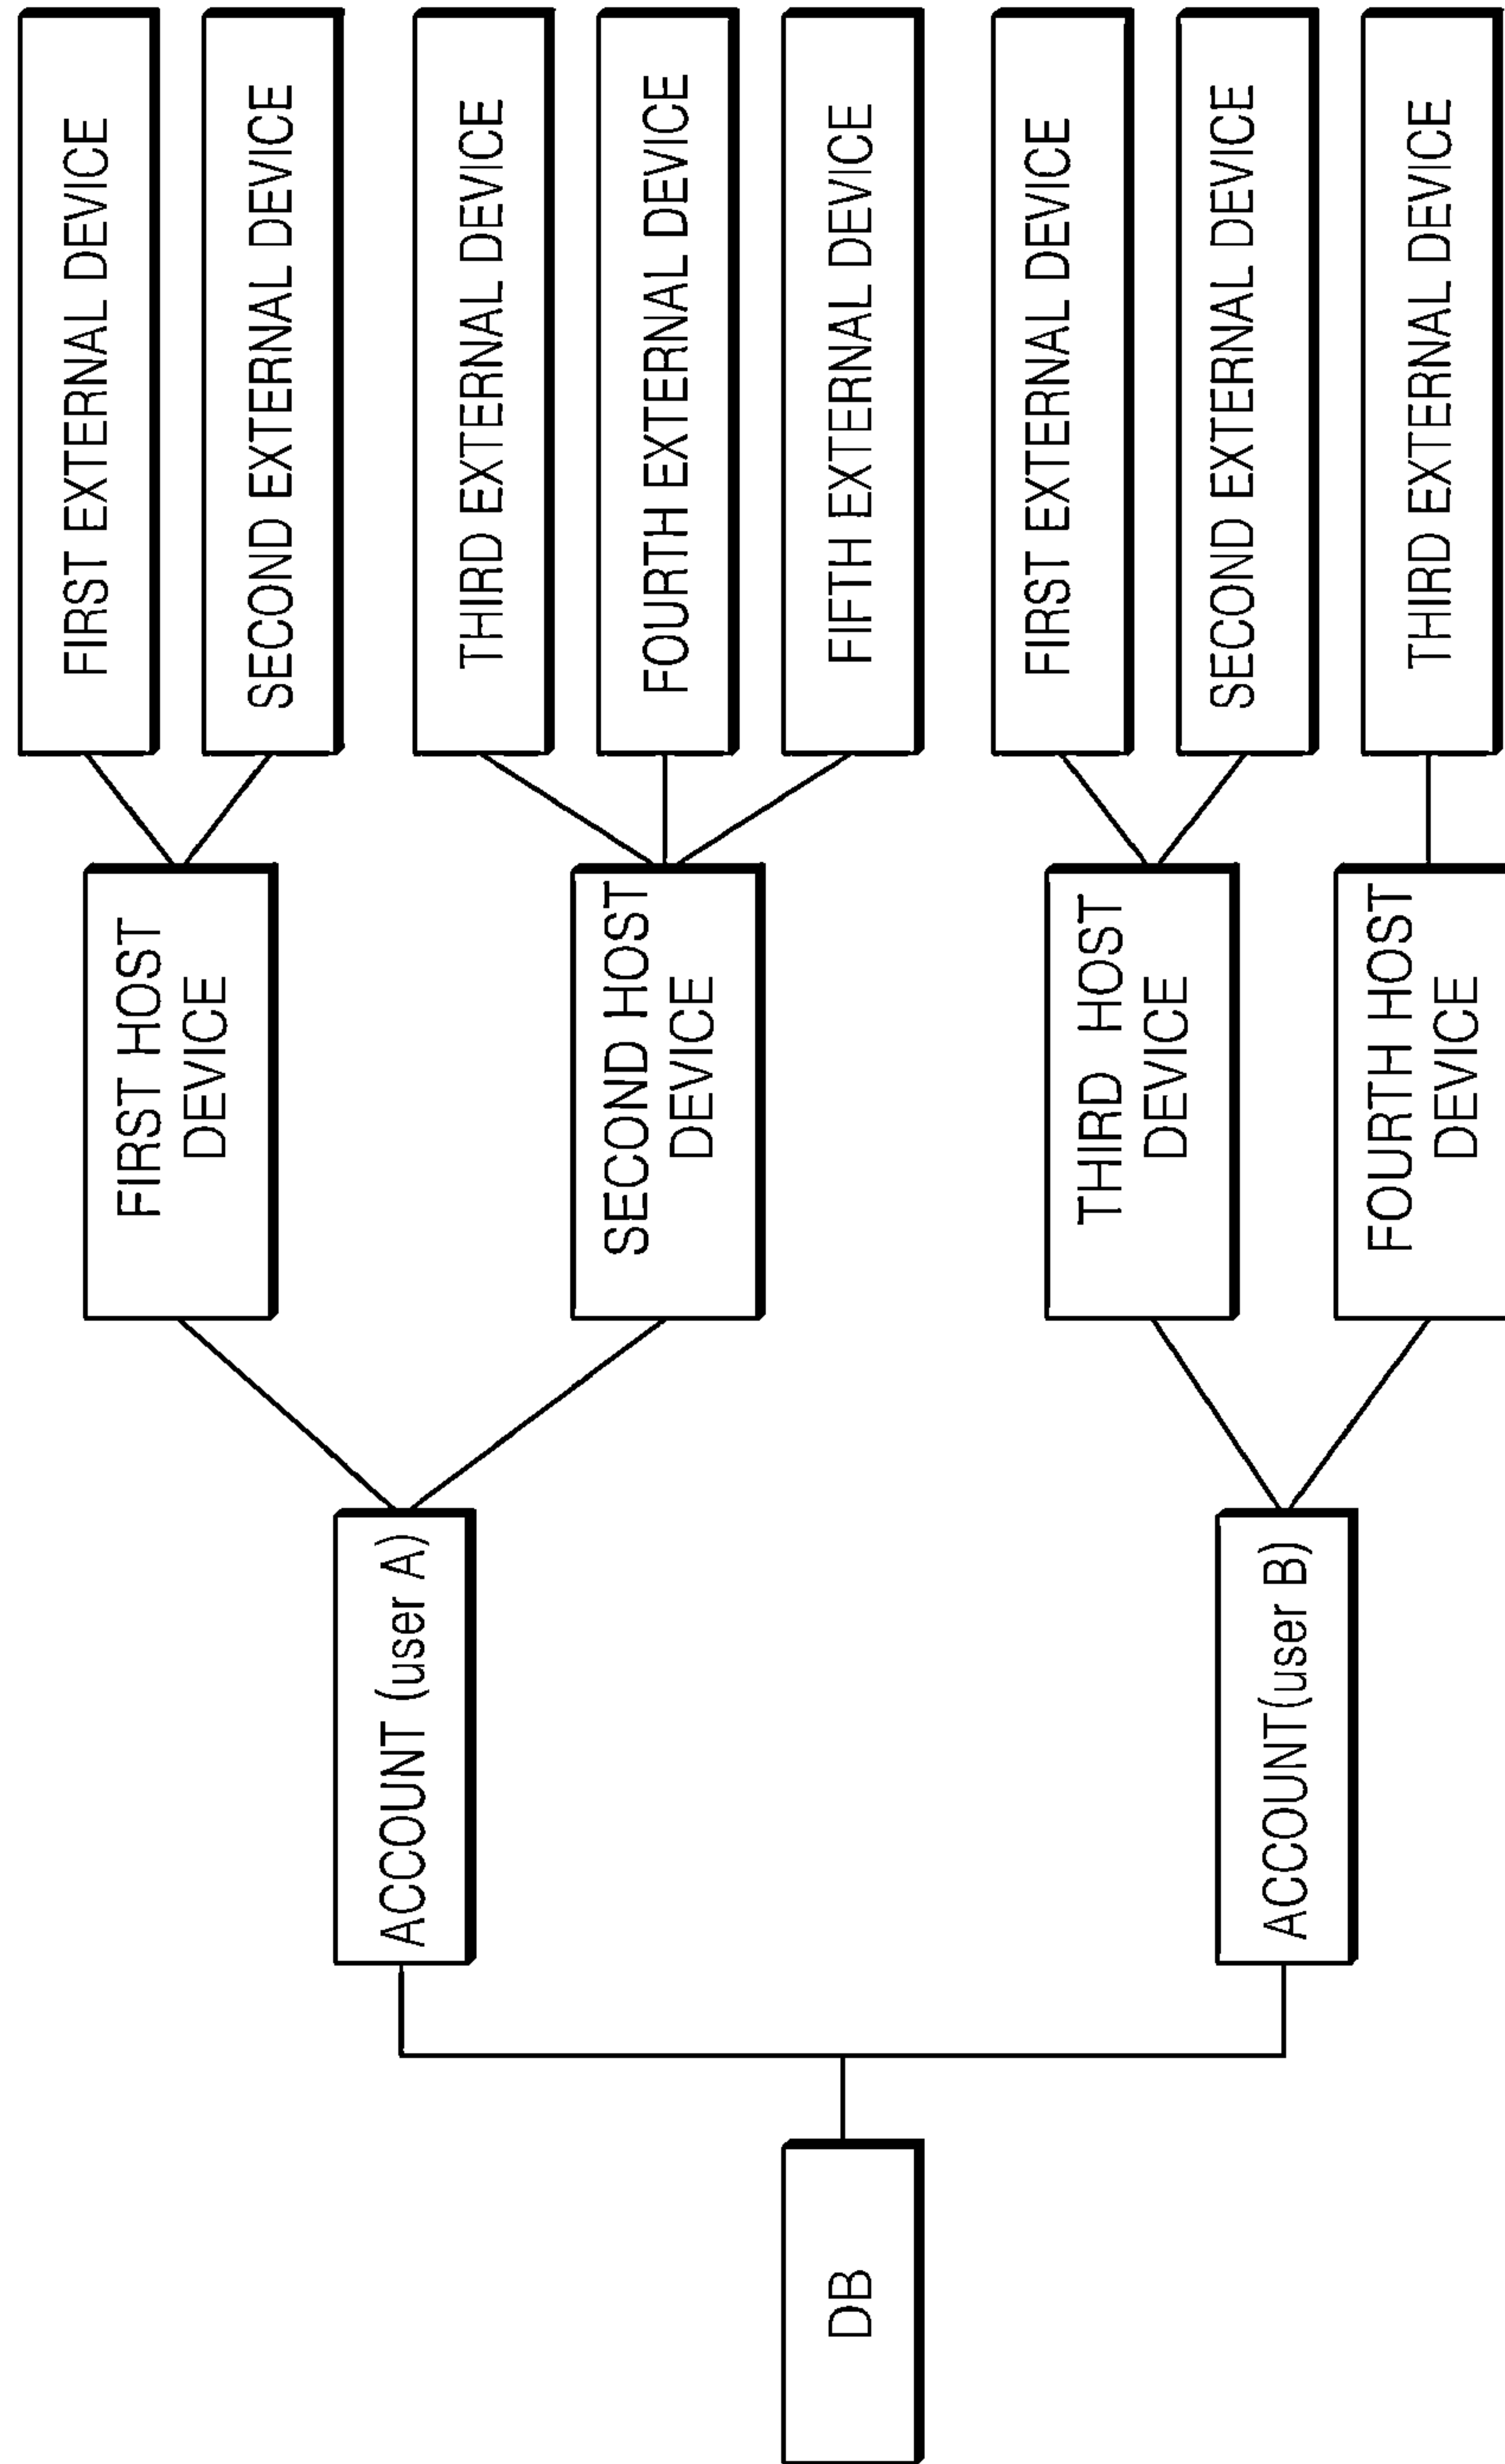 DB
ACCOUNT (user A)
ACCOUNT(user B)
FIRST HOST
DEVICE
SECOND HOST
DEVICE
THIRD HOST
DEVICE
FOURTH HOST
DEVICE
FIRST EXTERNAL DEVICE
SECOND EXTERNAL DEVICE
THIRD EXTERNAL DEVICE
FOURTH EXTERNAL DEVICE
FIFTH EXTERNAL DEVICE
FIRST EXTERNAL DEVICE
SECOND EXTERNAL DEVICE
THIRD EXTERNAL DEVICE